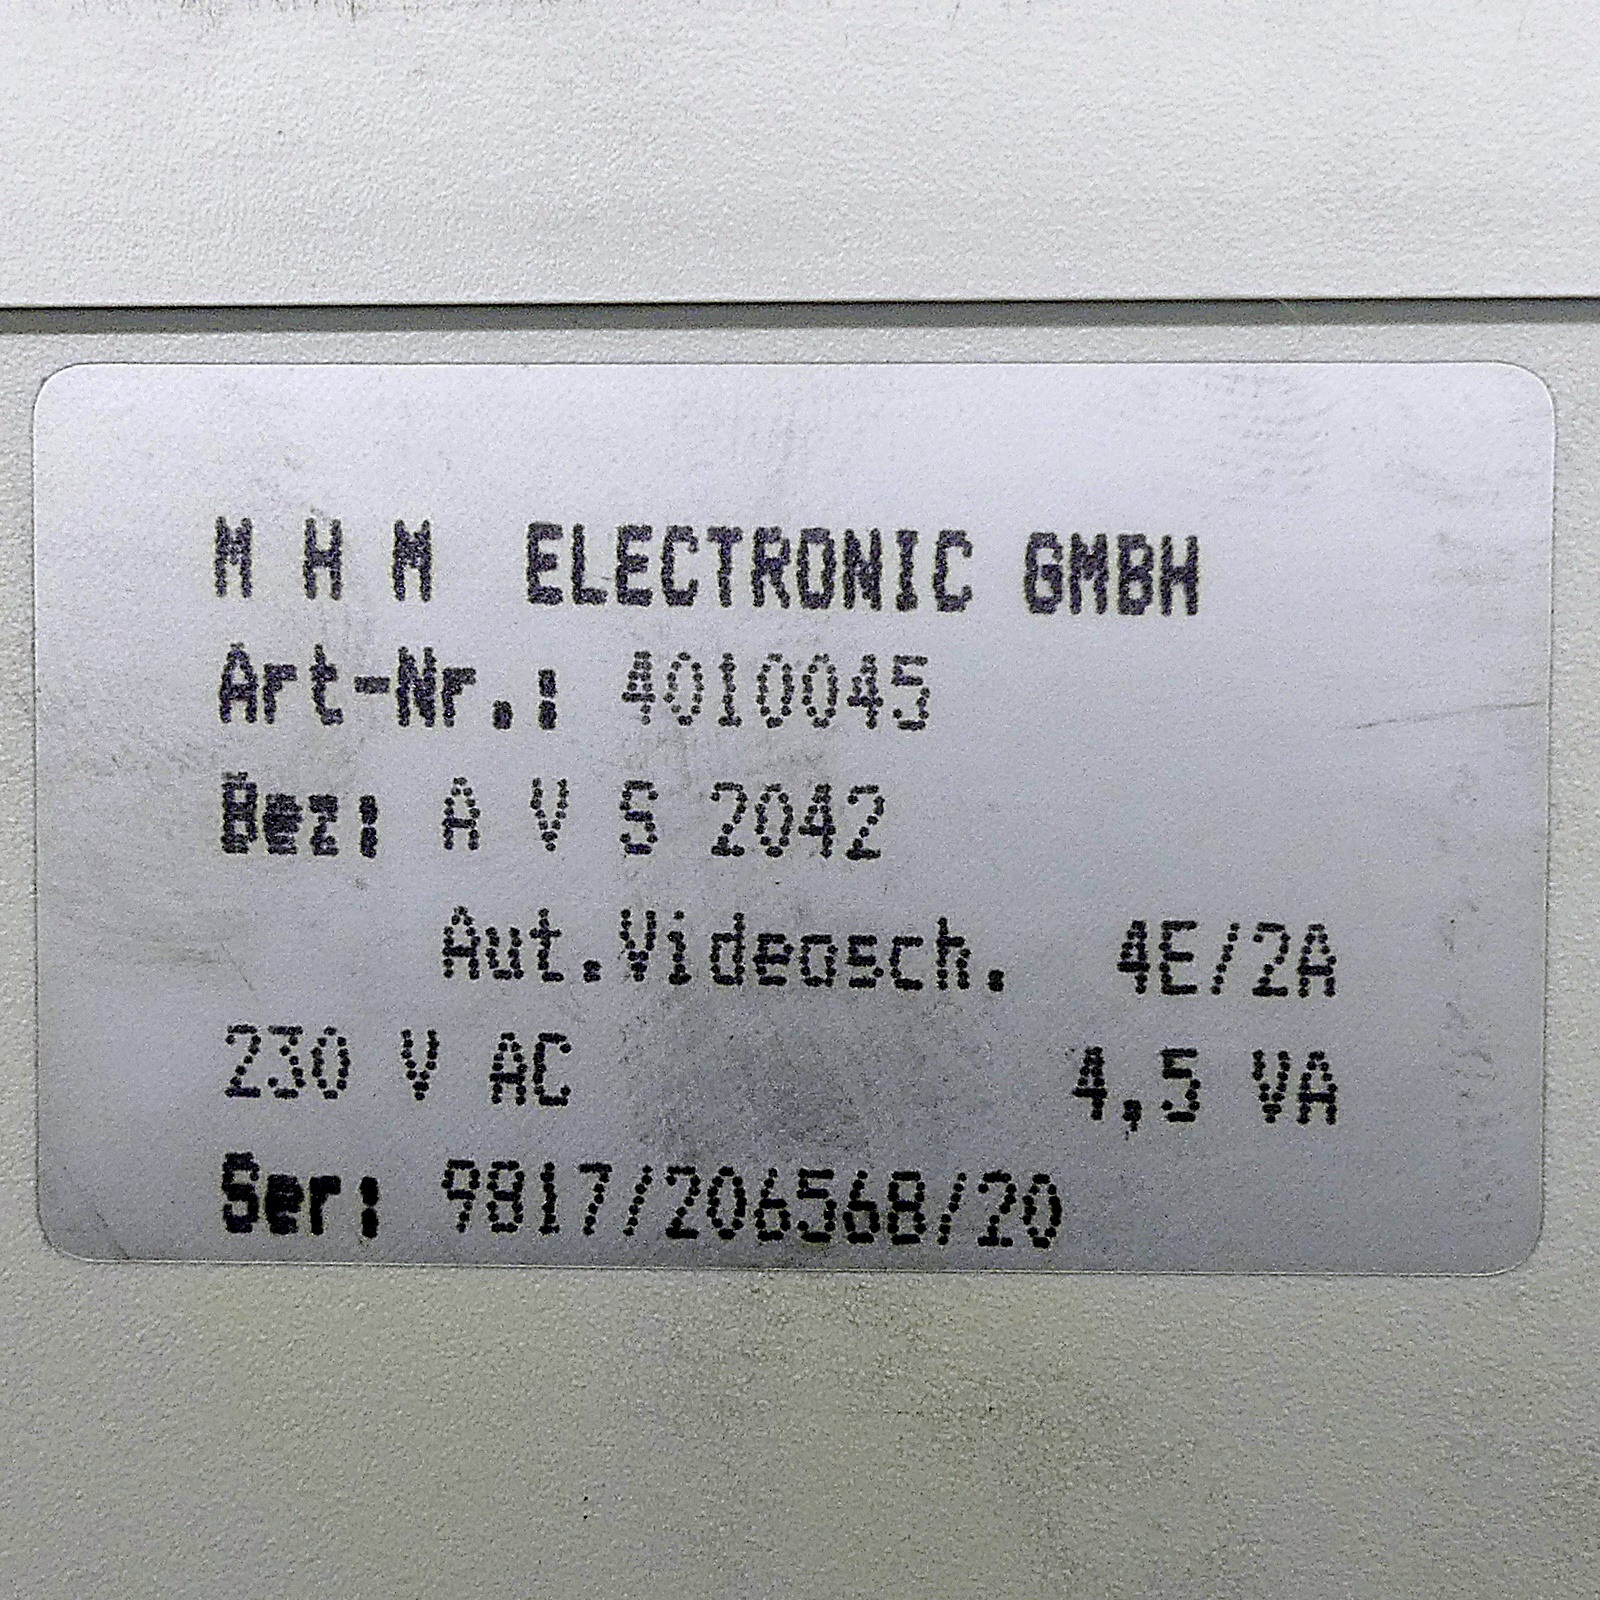 M H M ELECTRONIC GMBH
Art-Nr.: 4010045
Bez: A V S 2042
Aut.Videosch. 4E/2A
230 V AC 4,5 VA
Ser: 9817/206568/20